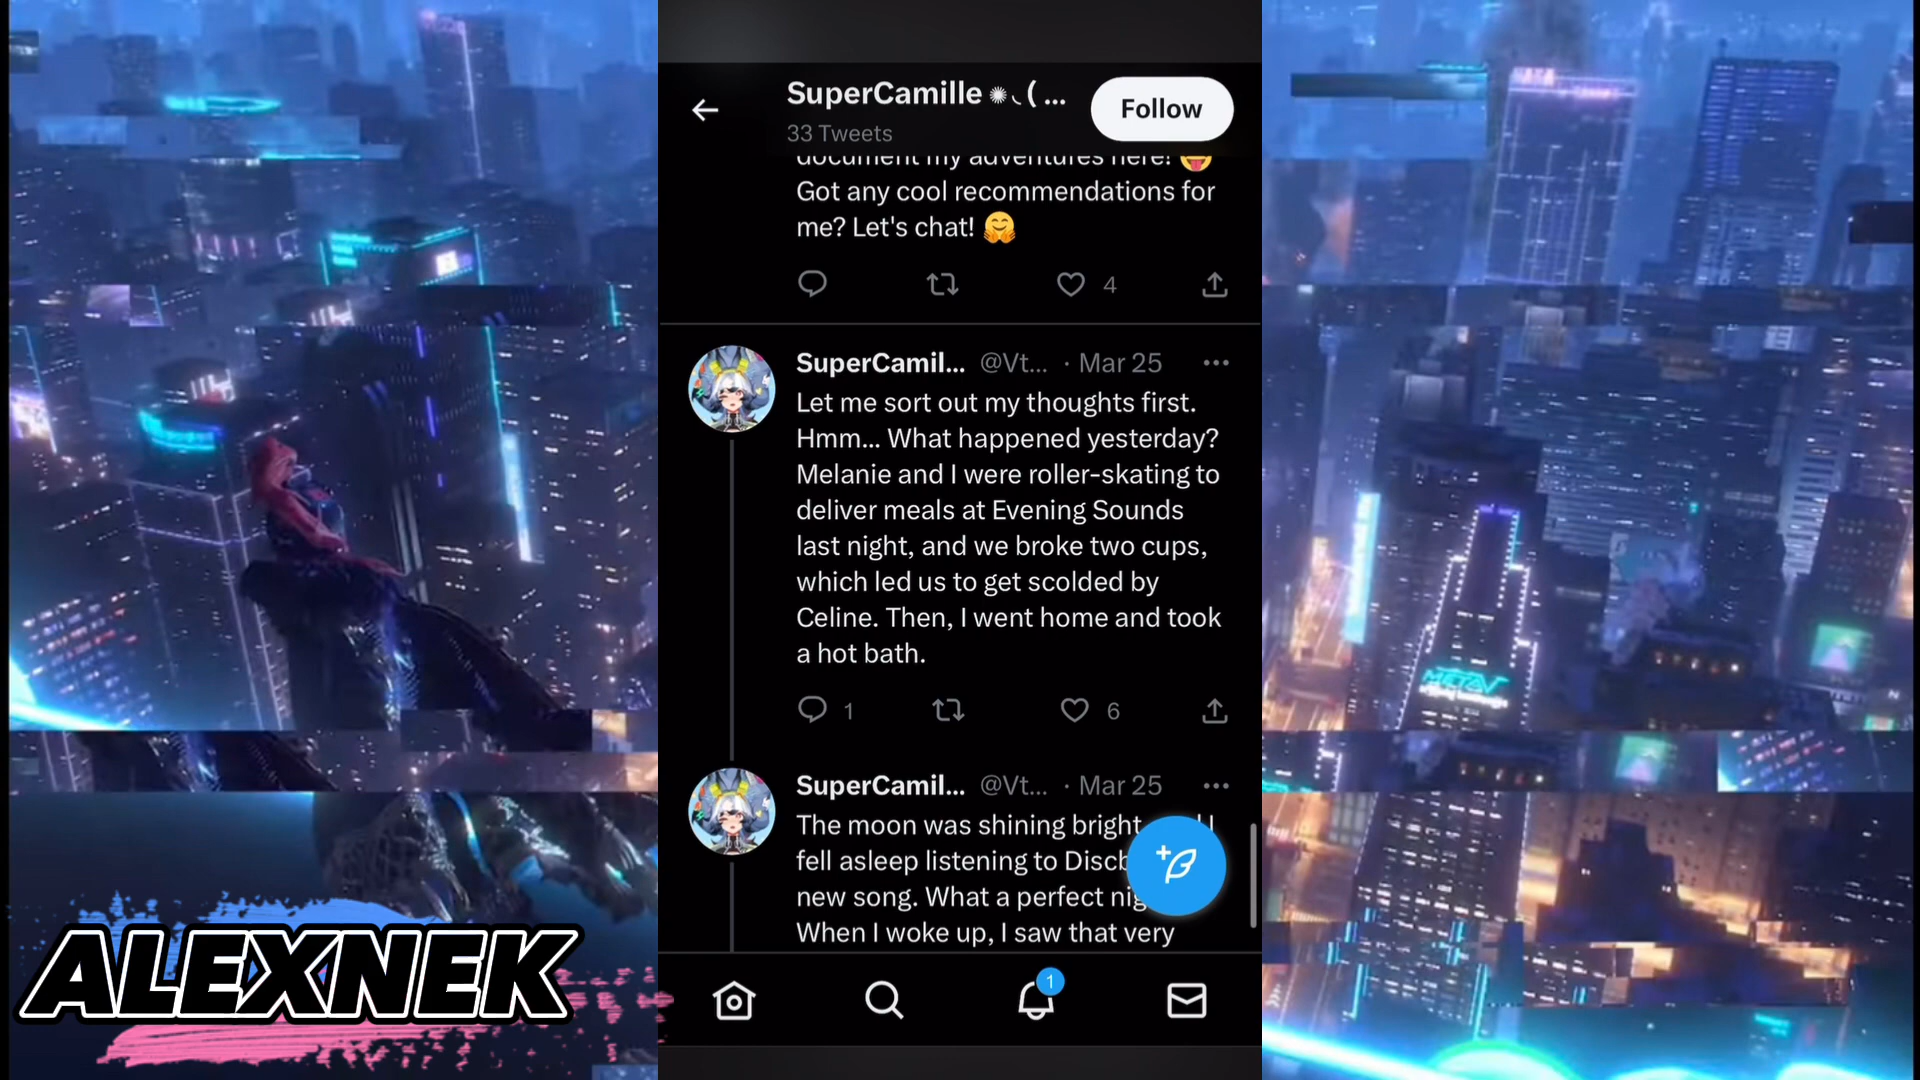 SuperCamille ✺◟( ...
33 Tweets
Follow
document my adventures here! 😝
Got any cool recommendations for
me? Let's chat! 🤗
4
SuperCamil... @Vt... · Mar 25
Let me sort out my thoughts first.
Hmm... What happened yesterday?
Melanie and I were roller-skating to
deliver meals at Evening Sounds
last night, and we broke two cups,
which led us to get scolded by
Celine. Then, I went home and took
a hot bath.
1
6
SuperCamil... @Vt... · Mar 25
The moon was shining bright
fell asleep listening to
new song. What a perfect
When I woke up, I saw that very
1
ALEXNEK